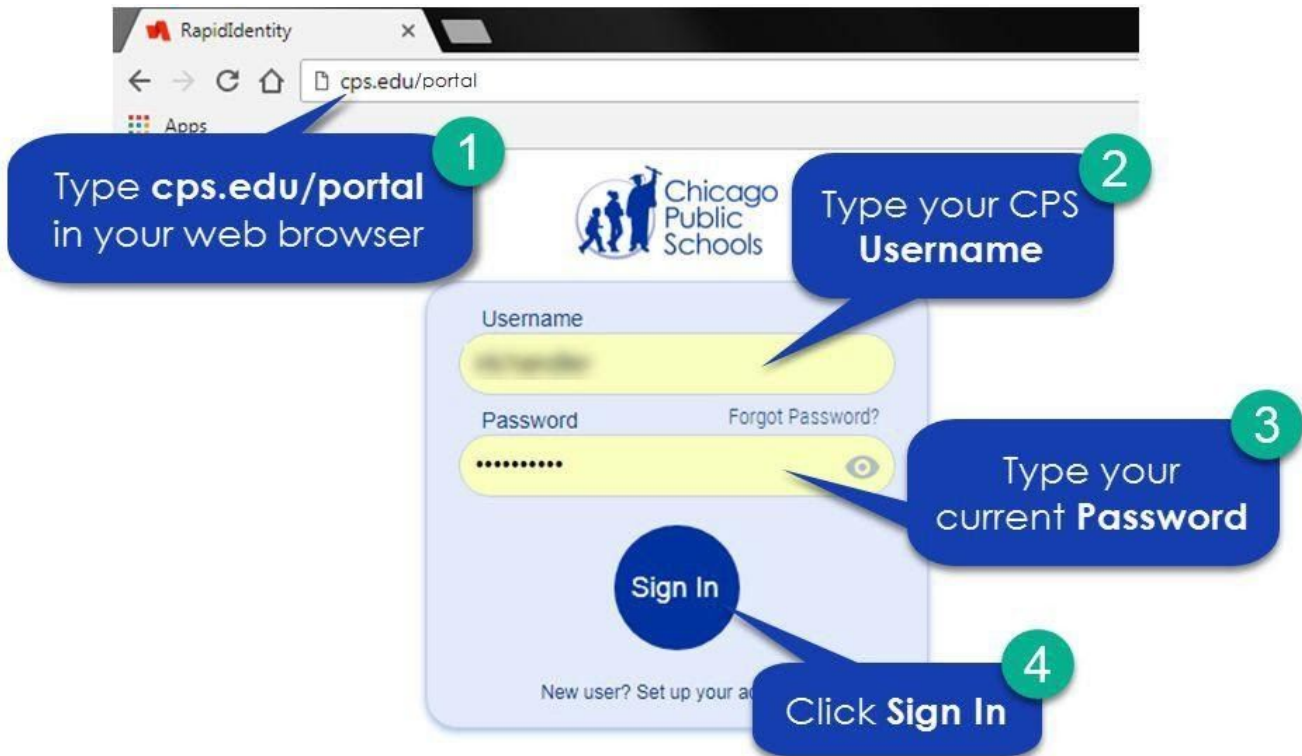 RapidIdentity
cps.edu/portal
Apps
1
Type cps.edu/portal
in your web browser
Chicago
Public
Schools
2
Type your CPS
Username
Username
Password
Forgot Password?
3
Type your
current Password
Sign In
4
New user? Set up your
Click Sign In